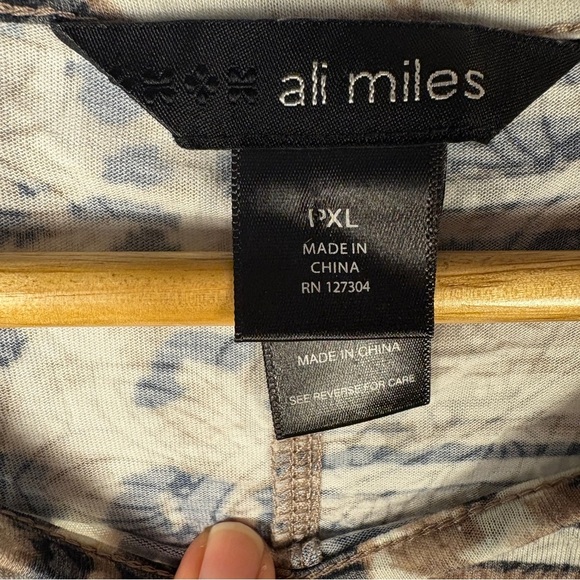 ali miles
PXL
MADE IN
CHINA
RN 127304
MADE IN CHINA
SEE REVERSE FOR CARE